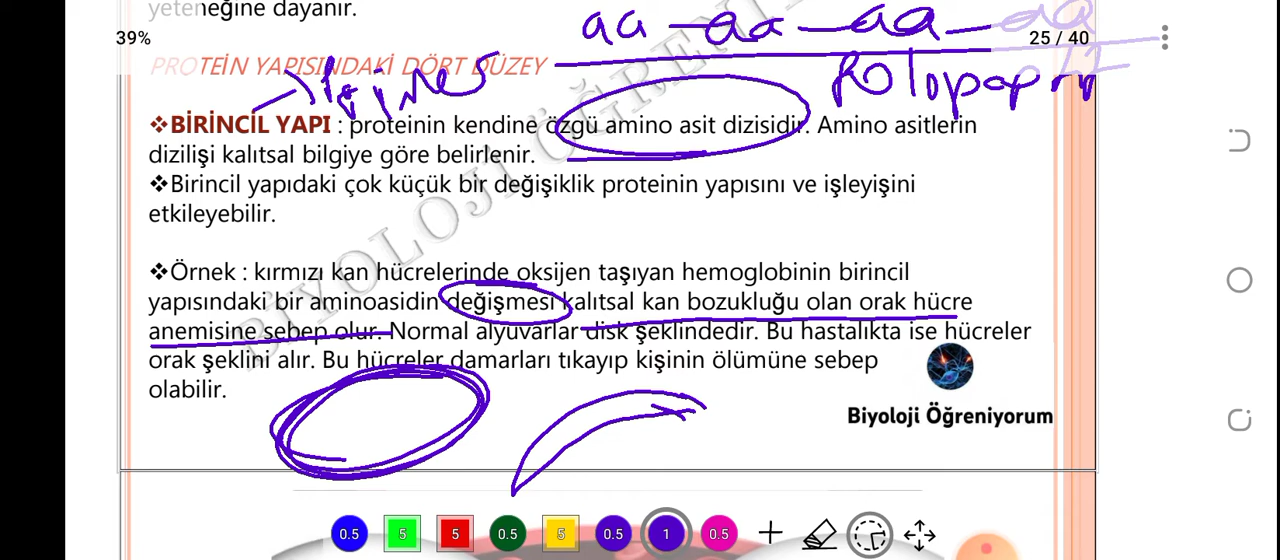 yeteneğine dayanır.
aa aa aa aa
39%
25 / 40
PROTEİN YAPISINDAKİ DÖRT DÜZEY
❖BİRİNCİL YAPI : proteinin kendine özgü amino asit dizisidir. Amino asitlerin
dizilişi kalıtsal bilgiye göre belirlenir.
❖Birincil yapıdaki çok küçük bir değişiklik proteinin yapısını ve işleyişini
etkileyebilir.
❖Örnek : kırmızı kan hücrelerinde oksijen taşıyan hemoglobinin birincil
yapısındaki bir aminoasidin değişmesi kalıtsal kan bozukluğu olan orak hücre
anemisine sebep olur. Normal alyuvarlar disk şeklindedir. Bu hastalıkta ise hücreler
orak şeklini alır. Bu hücreler damarları tıkayıp kişinin ölümüne sebep
olabilir.
Biyoloji Öğreniyorum
0.5 5 5 0.5 5 0.5 1 0.5